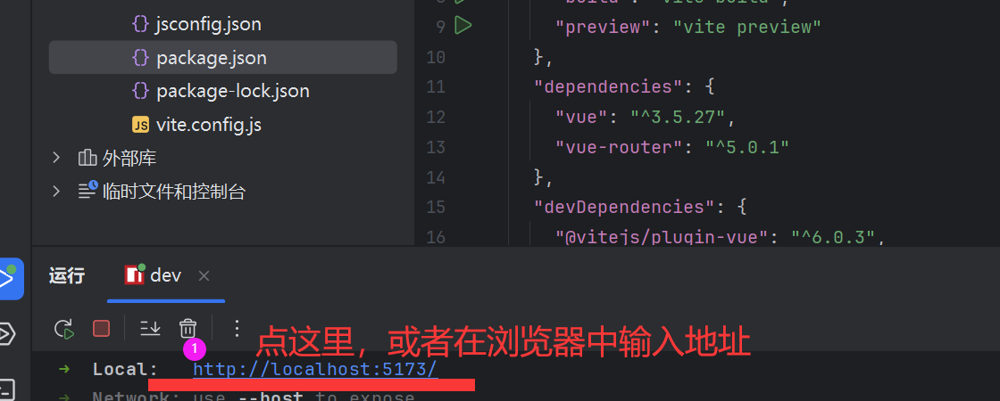 jsconfig.json
package.json
package-lock.json
JS vite.config.js
外部库
临时文件和控制台
8 "build": "vite build",
9 "preview": "vite preview"
10 },
11 "dependencies": {
12 "vue": "^3.5.27",
13 "vue-router": "^5.0.1"
14 },
15 "devDependencies": {
16 "@vitejs/plugin-vue": "^6.0.3",
运行 dev
1 点这里，或者在浏览器中输入地址
➜ Local: http://localhost:5173/
➜ Network: use --host to expose